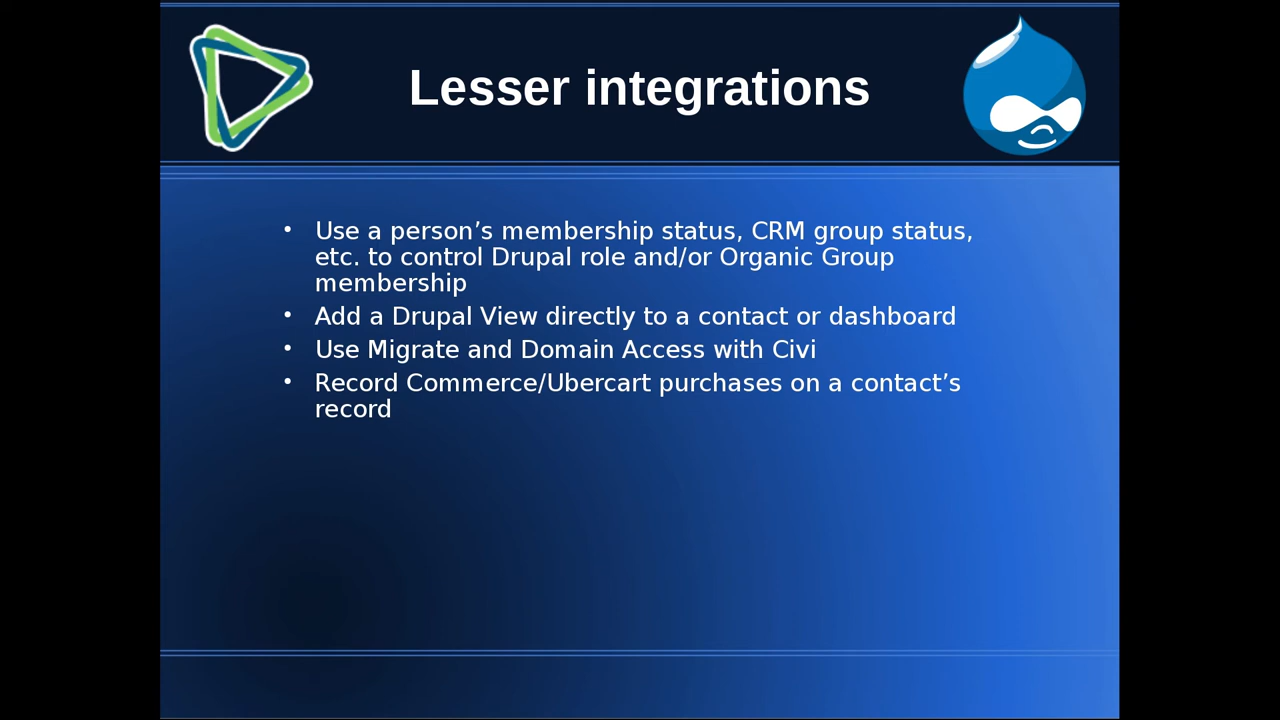 Lesser integrations
• Use a person’s membership status, CRM group status,
etc. to control Drupal role and/or Organic Group
membership
• Add a Drupal View directly to a contact or dashboard
• Use Migrate and Domain Access with Civi
• Record Commerce/Ubercart purchases on a contact’s
record